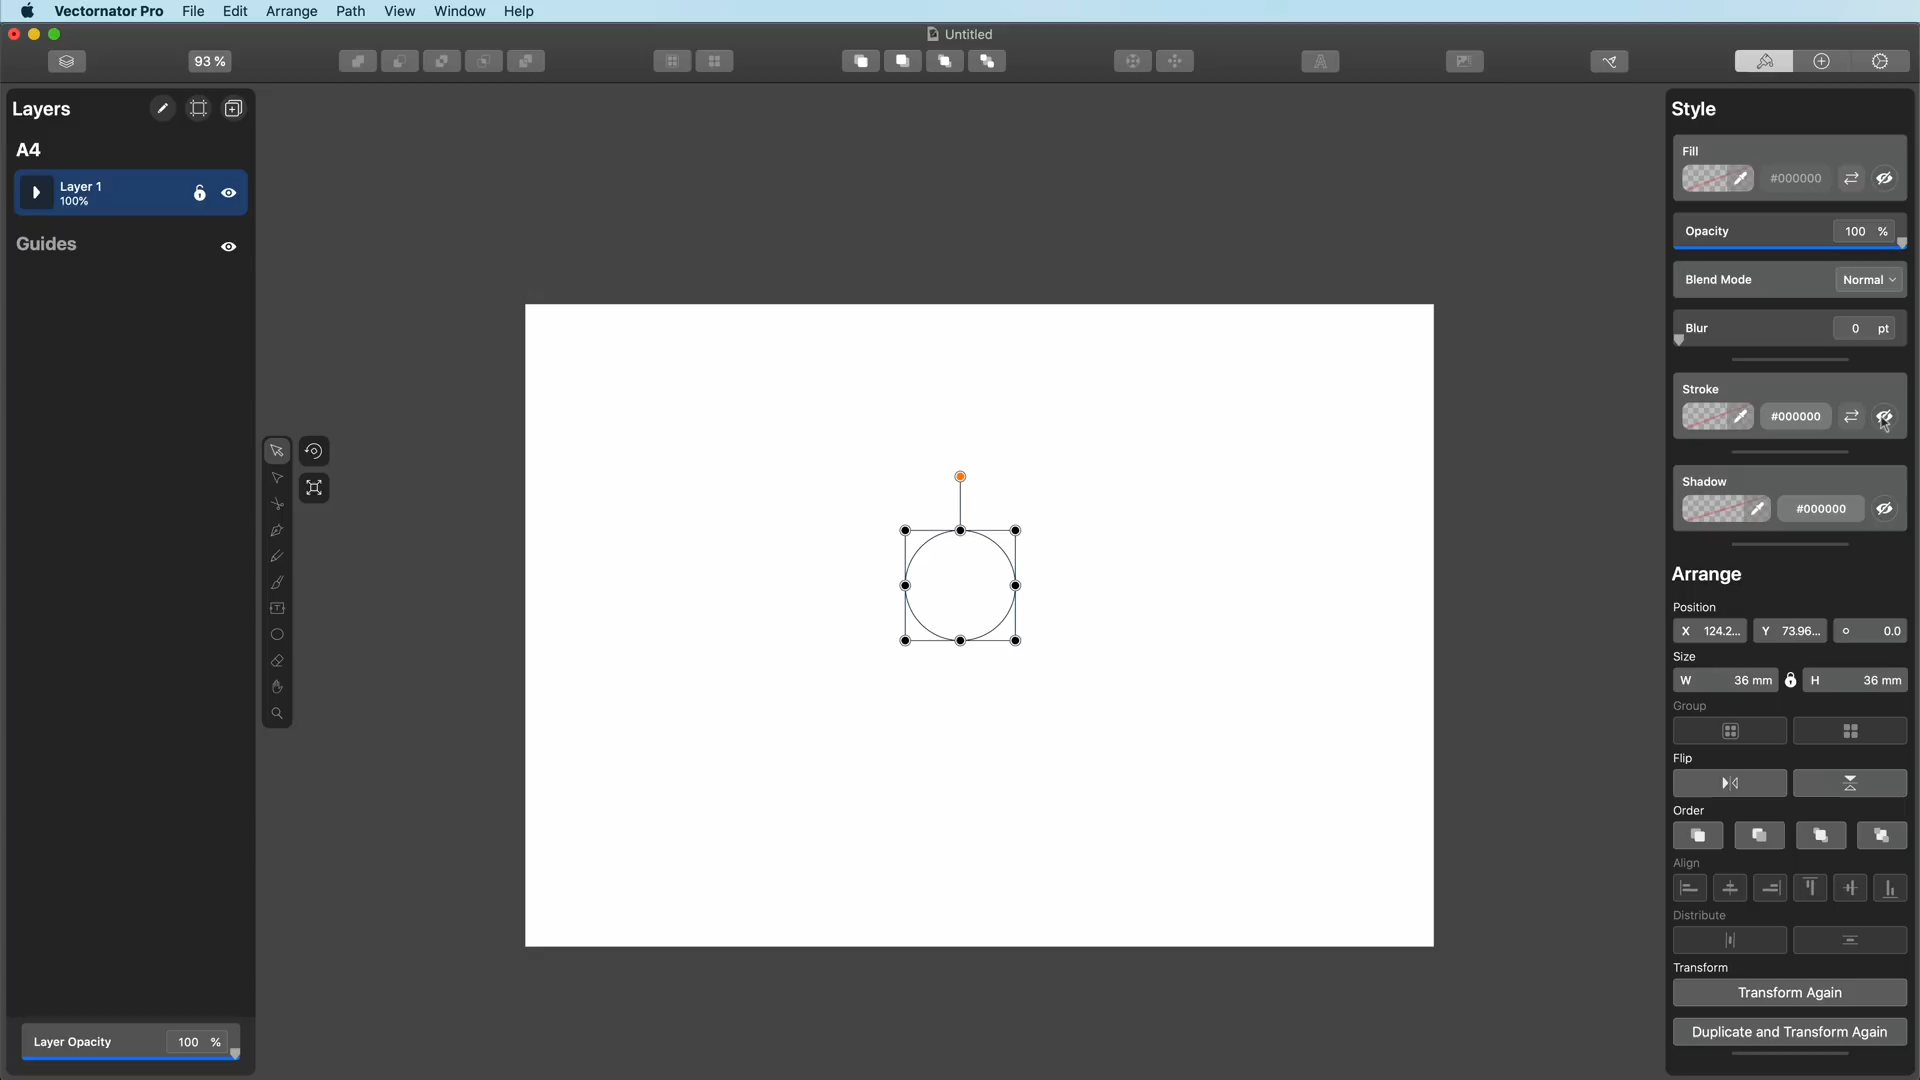 Vectornator Pro File Edit Arrange Path View Window Help
Untitled
93 %
Layers
A4
Layer 1
100%
Guides
Layer Opacity 100 %
Style
Fill
#000000
Opacity 100 %
Blend Mode Normal
Blur 0 pt
Stroke
#000000
Shadow
#000000
Arrange
Position
X 124.2... Y 73.96... 0.0
Size
W 36 mm H 36 mm
Group
Flip
Order
Align
Distribute
Transform
Transform Again
Duplicate and Transform Again